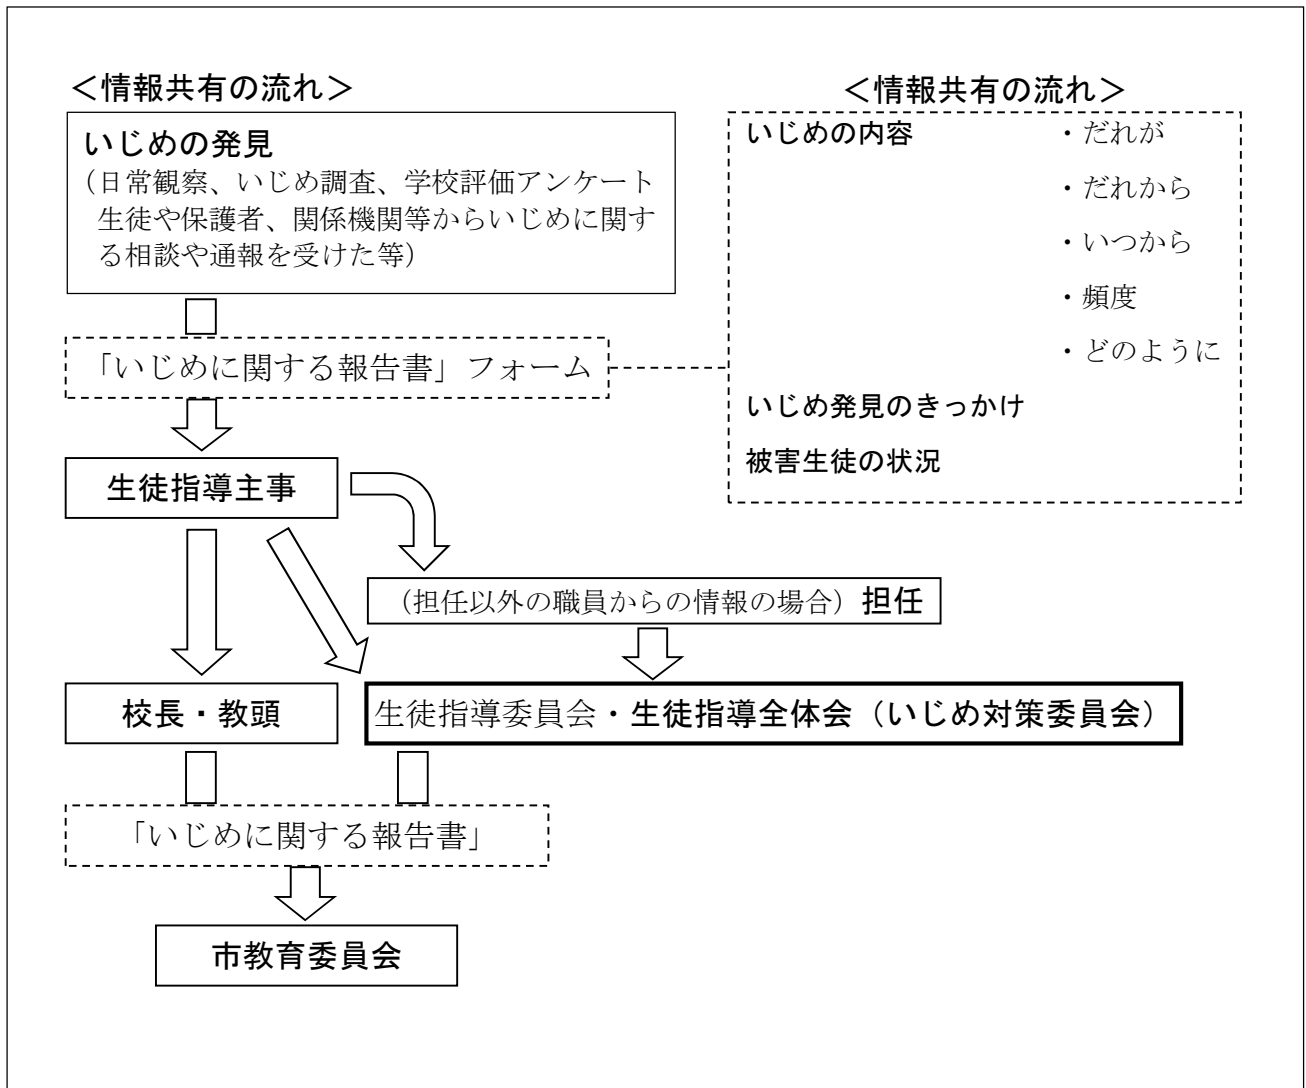 ＜情報共有の流れ＞
いじめの発見
（日常観察、いじめ調査、学校評価アンケート
生徒や保護者、関係機関等からいじめに関す
る相談や通報を受けた等）
「いじめに関する報告書」フォーム
生徒指導主事
（担任以外の職員からの情報の場合）担任
校長・教頭
生徒指導委員会・生徒指導全体会（いじめ対策委員会）
「いじめに関する報告書」
市教育委員会
＜情報共有の流れ＞
いじめの内容 ・だれが
・だれから
・いつから
・頻度
・どのように
いじめ発見のきっかけ
被害生徒の状況